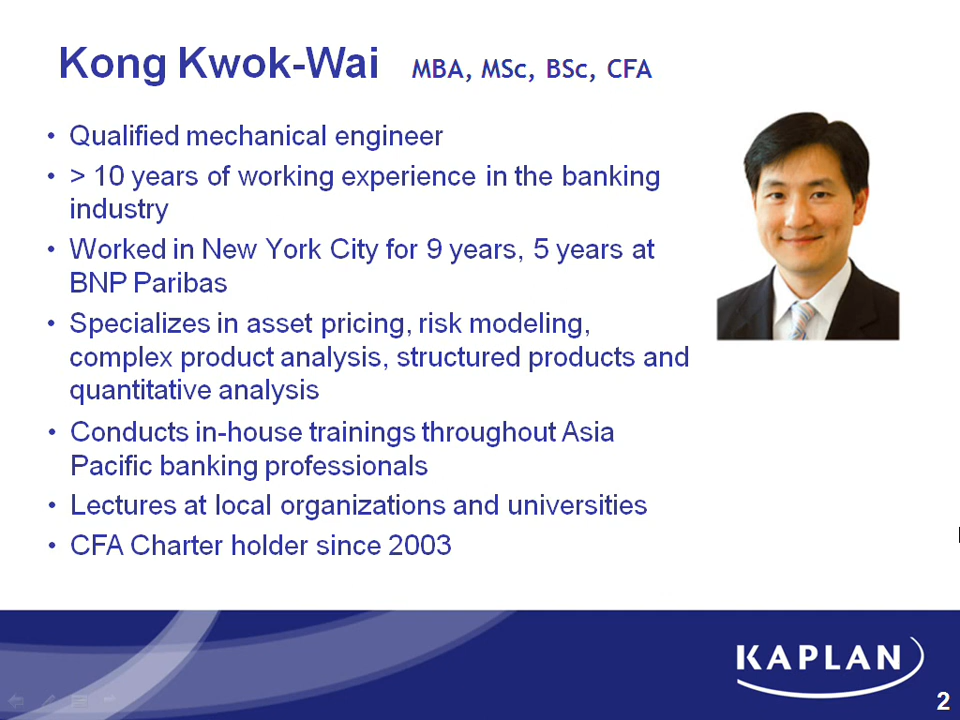 Kong Kwok-Wai MBA, MSc, BSc, CFA
• Qualified mechanical engineer
• > 10 years of working experience in the banking
industry
• Worked in New York City for 9 years, 5 years at
BNP Paribas
• Specializes in asset pricing, risk modeling,
complex product analysis, structured products and
quantitative analysis
• Conducts in-house trainings throughout Asia
Pacific banking professionals
• Lectures at local organizations and universities
• CFA Charter holder since 2003
KAPLAN
2